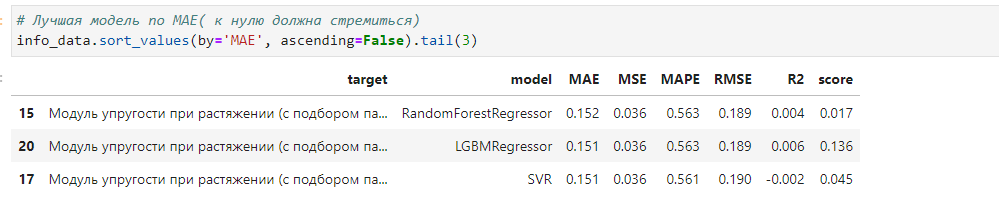 # Лучшая модель по MAE( к нулю должна стремиться)
info_data.sort_values(by='MAE', ascending=False).tail(3)
target model MAE MSE MAPE RMSE R2 score
15 Модуль упругости при растяжении (с подбором па... RandomForestRegressor 0.152 0.036 0.563 0.189 0.004 0.017
20 Модуль упругости при растяжении (с подбором па... LGBMRegressor 0.151 0.036 0.563 0.189 0.006 0.136
17 Модуль упругости при растяжении (с подбором па... SVR 0.151 0.036 0.561 0.190 -0.002 0.045